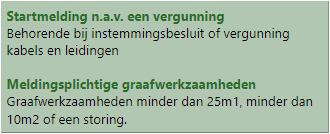 Startmelding n.a.v. een vergunning
Behorende bij instemmingsbesluit of vergunning
kabels en leidingen
Meldingsplichtige graafwerkzaamheden
Graafwerkzaamheden minder dan 25m1, minder dan
10m2 of een storing.